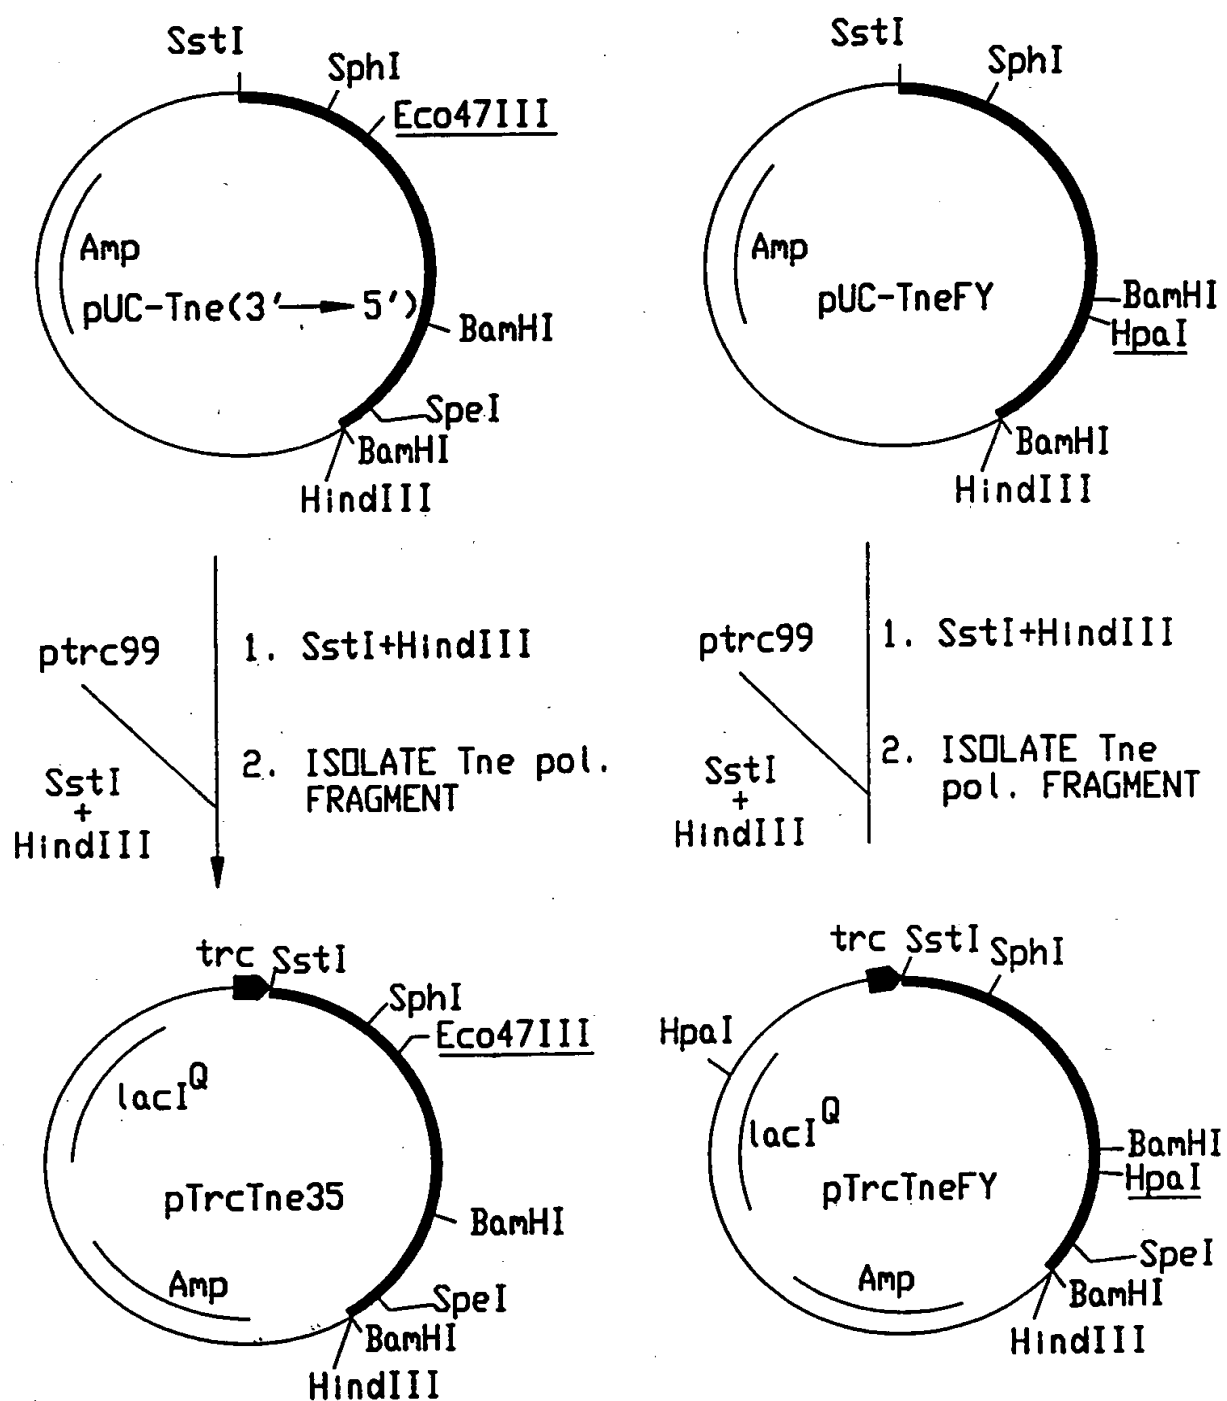 SstI
SphI
Eco47III
Amp
pUC-Tne(3'→5')
BamHI
SpeI
BamHI
HindIII
SstI
SphI
Amp
pUC-TneFY
BamHI
HpaI
BamHI
HindIII
ptrc99
SstI
+
HindIII
1. SstI+HindIII
2. ISOLATE Tne pol.
FRAGMENT
ptrc99
SstI
+
HindIII
1. SstI+HindIII
2. ISOLATE Tne
pol. FRAGMENT
trc SstI
SphI
Eco47III
lacI^Q
pTrcTne35
BamHI
Amp
SpeI
BamHI
HindIII
trc SstI
SphI
HpaI
lacI^Q
BamHI
HpaI
pTrcTneFY
SpeI
Amp
BamHI
HindIII